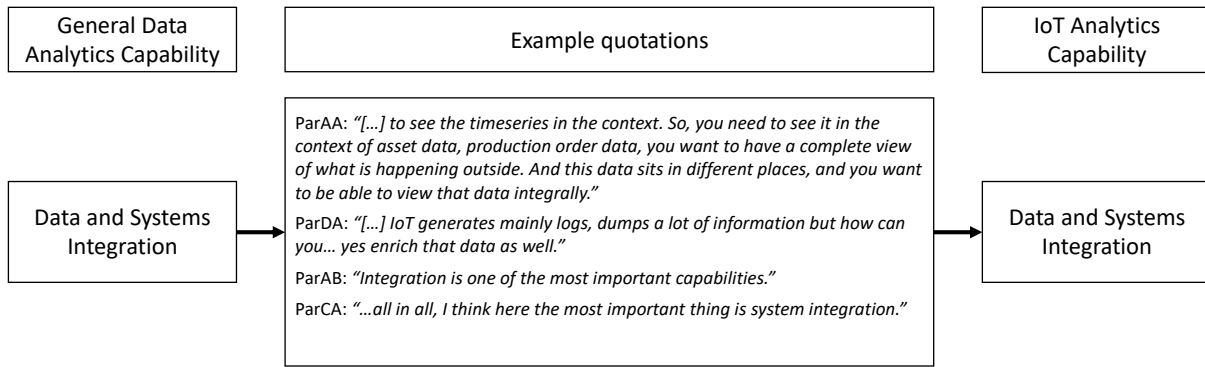 General Data
Analytics Capability
Example quotations
IoT Analytics
Capability
Data and Systems
Integration
ParAA: “[…] to see the timeseries in the context. So, you need to see it in the
context of asset data, production order data, you want to have a complete view
of what is happening outside. And this data sits in different places, and you want
to be able to view that data integrally.”
ParDA: “[…] IoT generates mainly logs, dumps a lot of information but how can
you… yes enrich that data as well.”
ParAB: “Integration is one of the most important capabilities.”
ParCA: “…all in all, I think here the most important thing is system integration.”
Data and Systems
Integration